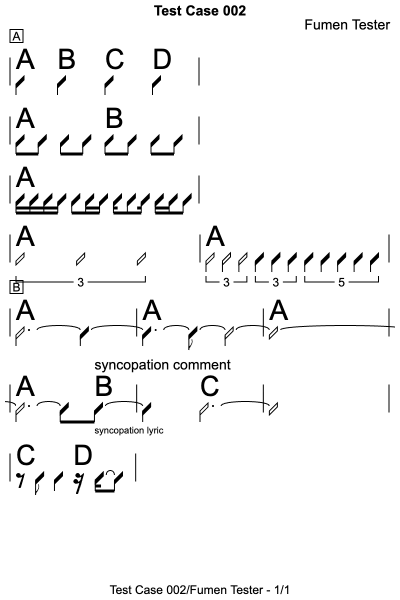 Test Case 002
Fumen Tester
A
A B C D
A B
A
A A
3 3 3 5
B
A A A
syncopation comment
A B C
syncopation lyric
C D
Test Case 002/Fumen Tester - 1/1